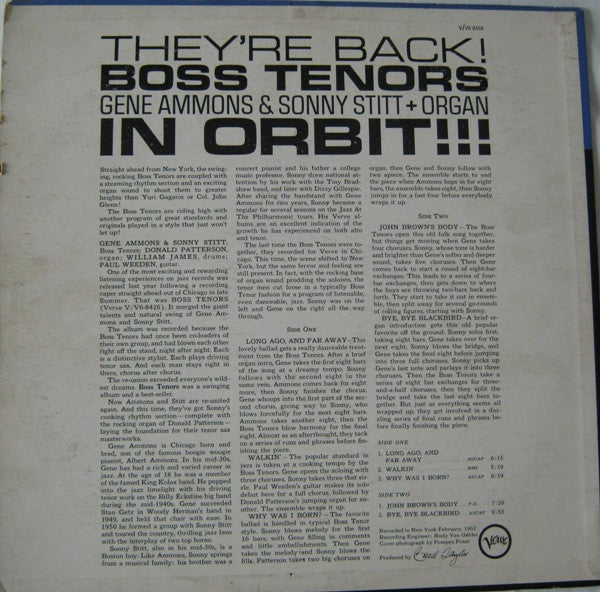 V/V6-8468
THEY'RE BACK!
BOSS TENORS
GENE AMMONS & SONNY STITT + ORGAN
IN ORBIT!!!
Straight ahead from New York, the swing-
ing, rocking Boss Tenors are coupled with
a steaming rhythm section and an exciting
organ sound to shoot them to greater
heights than Yuri Gagarin or Col. John
Glenn!
The Boss Tenors are riding high with
another program of great standards and
originals played in a style that just won't
let up?
GENE AMMONS & SONNY STITT,
Boss Tenors; DONALD PATTERSON,
organ; WILLIAM JAMES, drums;
PAUL WEEDEN, guitar.
One of the most exciting and rewarding
listening experiences on jazz records was
released last year following a recording
caper straight ahead out of Chicago in late
Summer. That was BOSS TENORS
(Verve V/V6-8426). It merged the giant
talents and natural swing of Gene Am-
mons and Sonny Stitt.
The album was recorded because the
Boss Tenors had once been coleaders of
their own group, and had blown each other
right off the stand, night after night. Each
is a distinctive stylist. Each plays driving
tenor sax. And each man stays right in
there, chorus after chorus.
The re-union exceeded everyone's wild-
est dreams. Boss Tenors was a swinging
album and a best-seller.
Now Ammons and Stitt are re-united
again. And this time, they've got Sonny's
cooking rhythm section—complete with
the rocking organ of Donald Patterson—
laying the foundation for their tenor sax
masterworks.
Gene Ammons is Chicago born and
bred, son of the famous boogie woogie
pianist, Albert Ammons. In his mid-30s,
Gene has had a rich and varied career in
jazz. At the age of 18 he was a member
of the famed King Kolax band. He popped
into the jazz limelight with his driving
tenor work on the Billy Eckstine big band
during the mid-1940s. Gene succeeded
Stan Getz in Woody Herman's band in
1949, and held that chair with ease. In
1950 he formed a group with Sonny Stitt
and toured the country, thrilling jazz fans
with the interplay of two top horns.
Sonny Stitt, also in his mid-30s, is a
Boston boy. Like Ammons, Sonny springs
from a musical family: his brother was a
concert pianist and his father a college
music professor. Sonny drew national at-
tention by his work with the Tiny Brad-
shaw band, and later with Dizzy Gillespie.
After sharing the bandstand with Gene
Ammons for two years, Sonny became a
regular for several seasons on the Jazz At
The Philharmonic tours. His Verve al-
bums are an excellent indication of the
growth he has experienced on both alto
and tenor.
The last time the Boss Tenors were to-
gether, they recorded for Verve in Chi-
cago. This time, the scene shifted to New
York, but the same fervor and feeling are
still present. In fact, with the rocking base
of organ sound prodding the soloists, the
tenor men cut loose in a typically Boss
Tenor fashion for a program of informal,
even danceable, jazz. Sonny was on the
left and Gene on the right all the way
through.
SIDE ONE
LONG AGO, AND FAR AWAY—This
lovely ballad gets a really danceable treat-
ment from the Boss Tenors. After a brief
organ intro, Gene takes the first eight bars
of the song at a dreamy tempo. Sonny
follows with the second eight is the
same vein. Ammons comes back for eight
more, then Sonny finishes the chorus.
Gene whoops into the first part of the sec-
ond chorus, giving way to Sonny, who
blows forcefully for the next eight bars.
Ammons takes another eight, then the
Boss Tenors blow harmony for the final
eight. Almost as an afterthought, they tack
on a series of runs and phrases before fin-
ishing the piece.
WALKIN'—The popular standard in
jazz is taken at a cooking tempo by the
Boss Tenors. Gene opens the soloing with
three choruses. Sonny takes three that siz-
zle. Paul Weeden's guitar makes its solo
debut here for a full chorus, followed by
Donald Patterson's jumping organ for an-
other. The ensemble wraps it up.
WHY WAS I BORN?—The favorite
ballad is handled in typical Boss Tenor
style. Sonny blows melody for the first
16 bars, with Gene filling in comments
and little embellishments. Then Gene
takes the melody and Sonny shoulds the
fills, Patterson takes two big choruses on
organ, then Gene and Sonny follow with
two apiece. The ensemble starts to end
the piece when Ammons leaps in for eight
bars, the ensemble takes eight, then Sonny
jumps in for a fast four before everybody
wraps it up.
SIDE TWO
JOHN BROWN'S BODY—The Boss
Tenors open this old folk song together,
but things get moving when Gene takes
four choruses. Sonny, whose tone is harder
and brighter than Gene's softer and deeper
sound, takes five choruses. Then Gene
comes back to start a round of eight-bar
exchanges. This leads to a series of four-
bar exchanges, then gets down to where
the boys are throwing two-bars back and
forth. They start to take it out in ensem-
ble, then split away for several go-rounds
of rolling figures, starting with Sonny.
BYE, BYE BLACKBIRD—A brief or-
gan introduction gets this old popular
favorite off the ground. Sonny solos first,
taking eight bars. Gene takes over for the
next eight. Sonny blows the bridge, and
Gene takes the final eight before jumping
into three full choruses. Sonny picks up
Gene's last note and parlays it into three
choruses. Then the Boss Tenors take a
series of eight bar exchanges for three-
and-a-half choruses, then they split the
bridge and take the last eight bars to-
gether. But just as everything seems all
wrapped up, they get involved in a daz-
zling series of final runs and phrases be-
fore finally finishing the piece.
SIDE ONE
1. LONG AGO, AND
FAR AWAY ASCAP 6:15
2. WALKIN' BMI 5:19
3. WHY WAS I BORN? ASCAP 8:19
SIDE TWO
1. JOHN BROWN'S BODY P.D. 7:20
2. BYE, BYE BLACKBIRD ASCAP 9:55
Recorded in New York February, 1962
Recording Engineer: Rudy Van Gelder
Cover photograph by Pompeo Posar
Produced by Creed Taylor
Verve